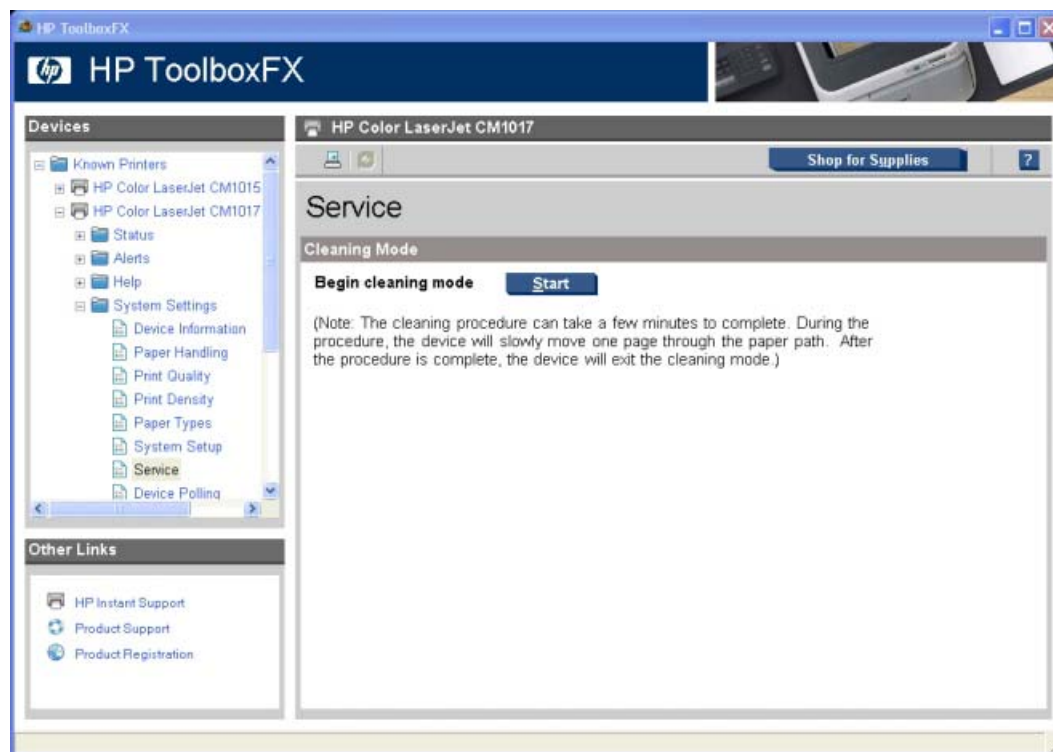 HP ToolboxFX
hp HP ToolboxFX
Devices
Known Printers
HP Color LaserJet CM1015
HP Color LaserJet CM1017
Status
Alerts
Help
System Settings
Device Information
Paper Handling
Print Quality
Print Density
Paper Types
System Setup
Service
Device Polling
Other Links
HP Instant Support
Product Support
Product Registration
HP Color LaserJet CM1017
Shop for Supplies ?
Service
Cleaning Mode
Begin cleaning mode Start
(Note: The cleaning procedure can take a few minutes to complete. During the
procedure, the device will slowly move one page through the paper path. After
the procedure is complete, the device will exit the cleaning mode.)